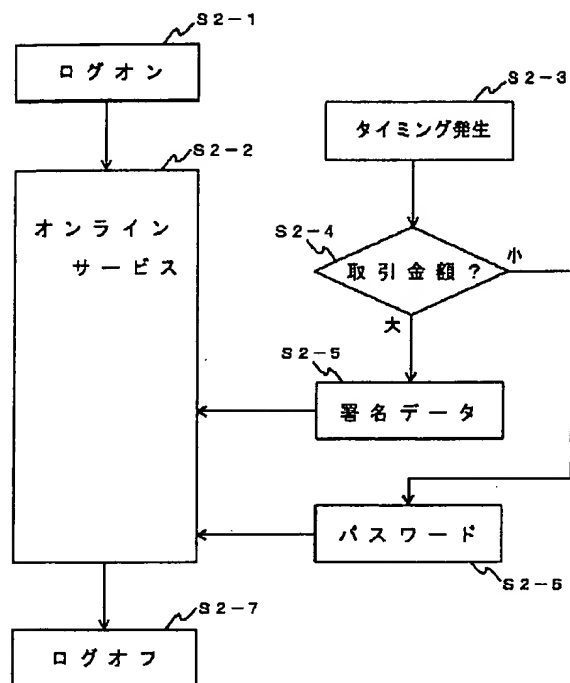 S2-1
ログオン
S2-3
タイミング発生
S2-2
オンライン
サービス
S2-4
取引金額?
小
大
S2-5
署名データ
パスワード
S2-6
S2-7
ログオフ